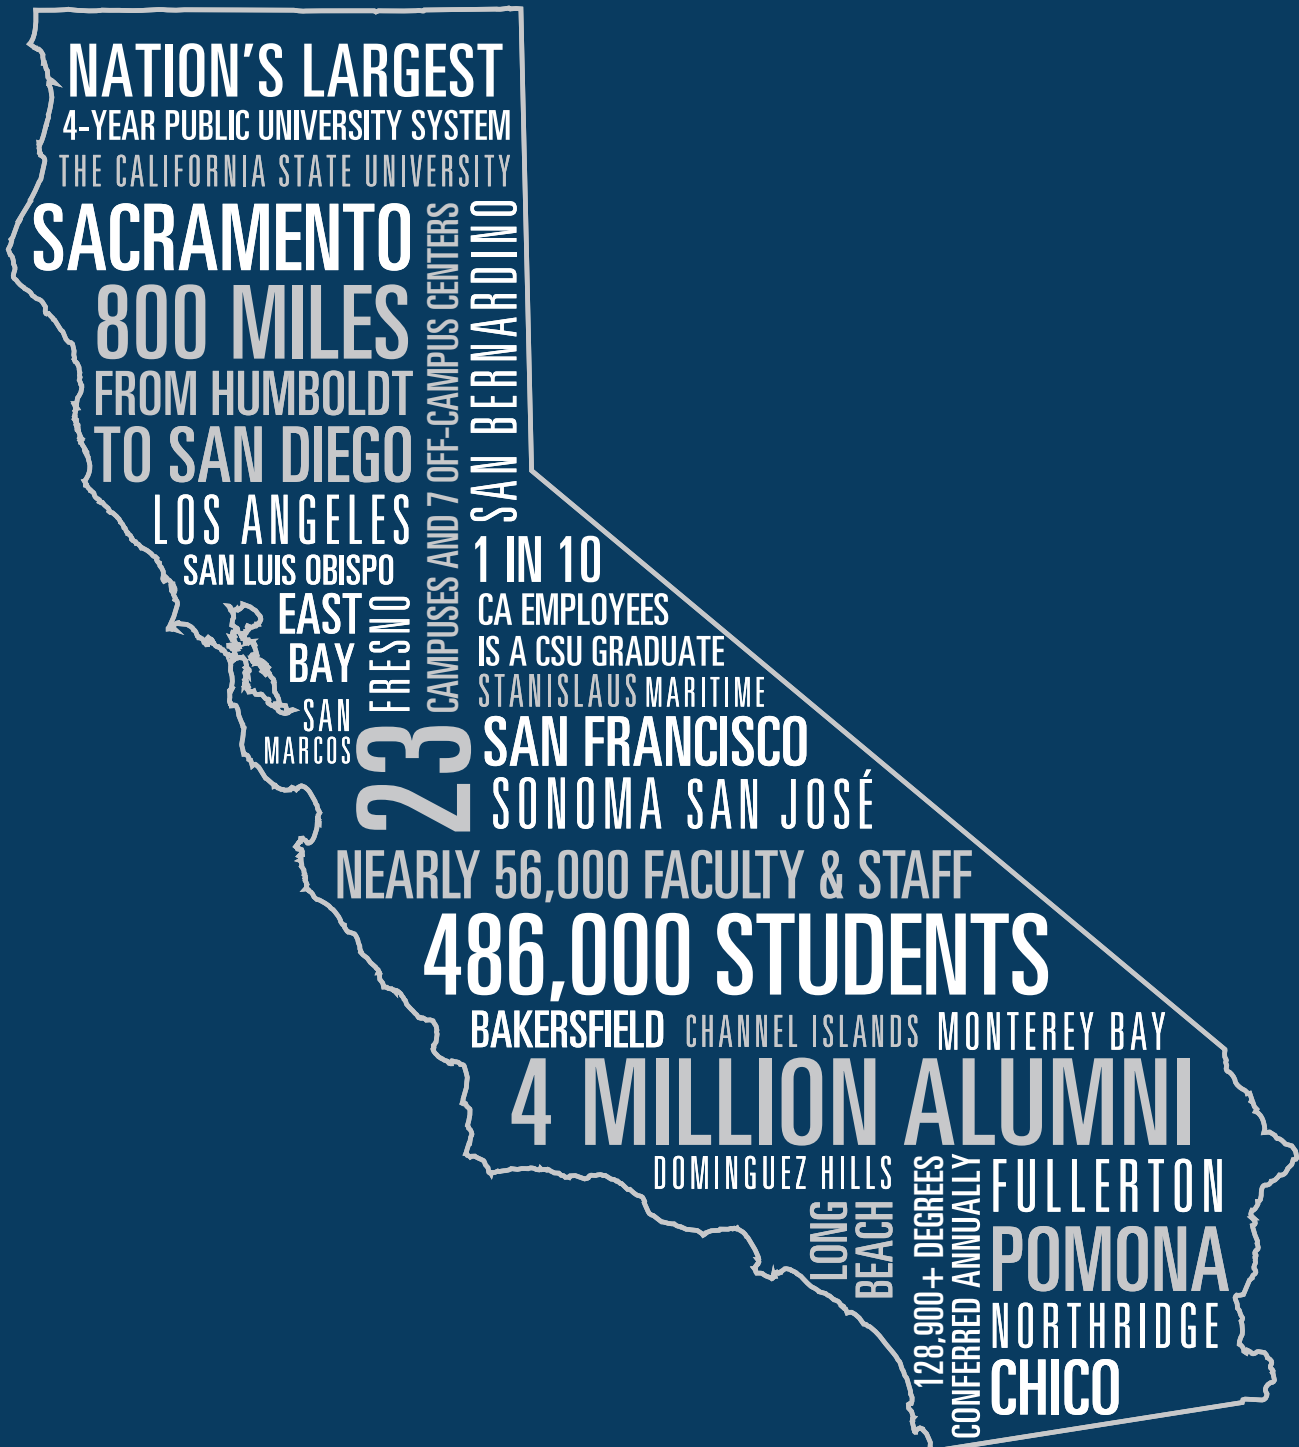 NATION'S LARGEST
4-YEAR PUBLIC UNIVERSITY SYSTEM
THE CALIFORNIA STATE UNIVERSITY
SACRAMENTO
800 MILES
FROM HUMBOLDT
TO SAN DIEGO
LOS ANGELES
SAN LUIS OBISPO
EAST
BAY
SAN
MARCOS
FRESNO
23
CAMPUSES AND 7 OFF-CAMPUS CENTERS
SAN BERNARDINO
1 IN 10
CA EMPLOYEES
IS A CSU GRADUATE
STANISLAUS MARITIME
SAN FRANCISCO
SONOMA SAN JOSÉ
NEARLY 56,000 FACULTY & STAFF
486,000 STUDENTS
BAKERSFIELD CHANNEL ISLANDS MONTEREY BAY
4 MILLION ALUMNI
DOMINGUEZ HILLS
LONG
BEACH
128,900+ DEGREES
CONFERRED ANNUALLY
FULLERTON
POMONA
NORTHRIDGE
CHICO